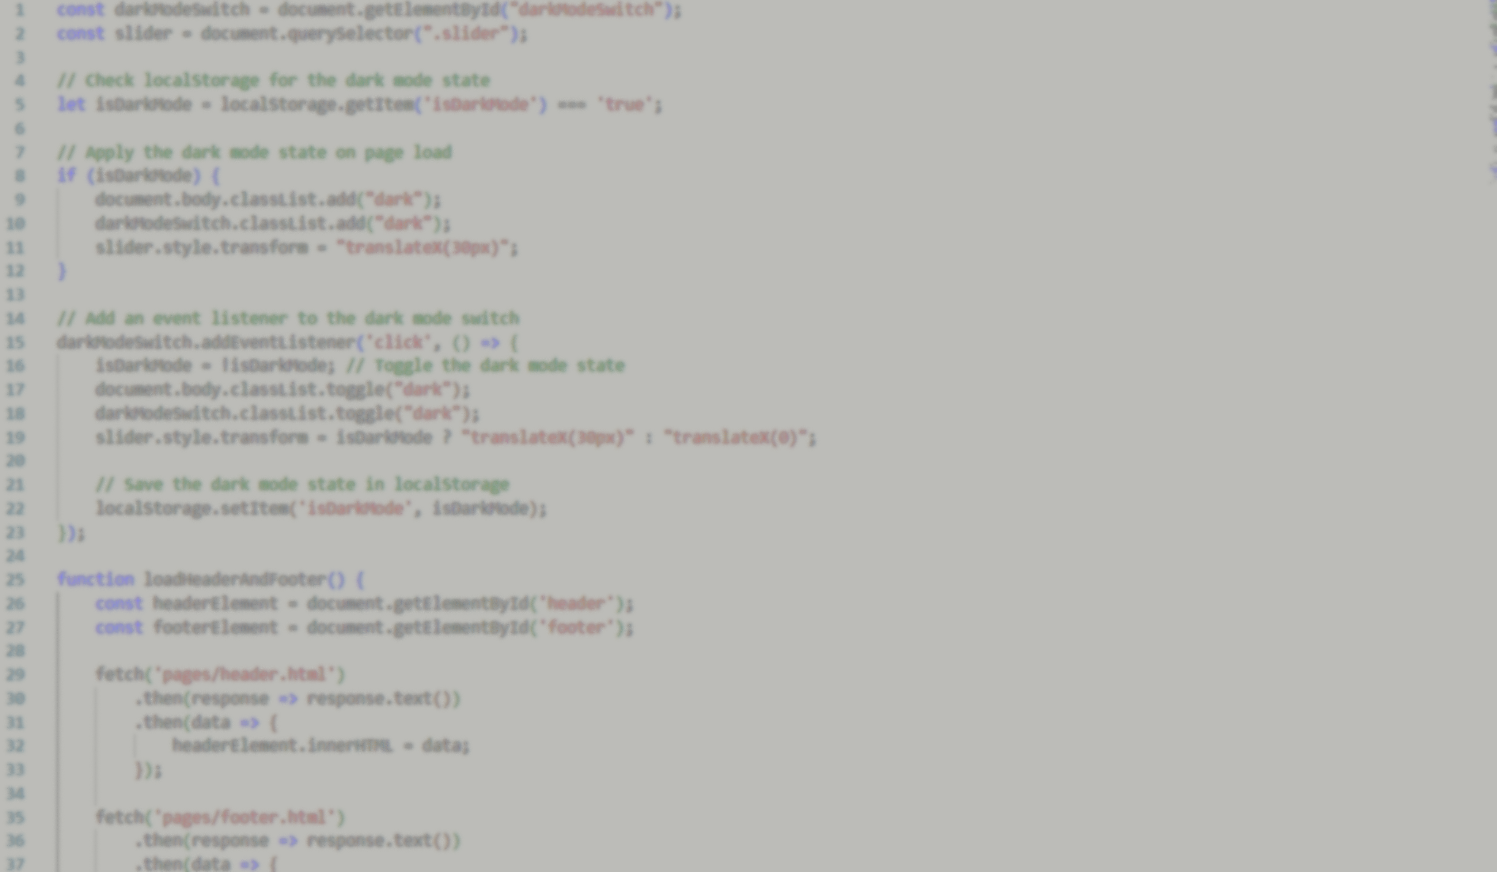 1 const darkModeSwitch = document.getElementById("darkModeSwitch");
2 const slider = document.querySelector(".slider");
3
4 // Check localStorage for the dark mode state
5 let isDarkMode = localStorage.getItem('isDarkMode') === 'true';
6
7 // Apply the dark mode state on page load
8 if (isDarkMode) {
9     document.body.classList.add("dark");
10     darkModeSwitch.classList.add("dark");
11     slider.style.transform = "translateX(30px)";
12 }
13
14 // Add an event listener to the dark mode switch
15 darkModeSwitch.addEventListener('click', () => {
16     isDarkMode = !isDarkMode; // Toggle the dark mode state
17     document.body.classList.toggle("dark");
18     darkModeSwitch.classList.toggle("dark");
19     slider.style.transform = isDarkMode ? "translateX(30px)" : "translateX(0)";
20
21     // Save the dark mode state in localStorage
22     localStorage.setItem('isDarkMode', isDarkMode);
23 });
24
25 function loadHeaderAndFooter() {
26     const headerElement = document.getElementById('header');
27     const footerElement = document.getElementById('footer');
28
29     fetch('pages/header.html')
30         .then(response => response.text())
31         .then(data => {
32             headerElement.innerHTML = data;
33         });
34
35     fetch('pages/footer.html')
36         .then(response => response.text())
37         .then(data => {